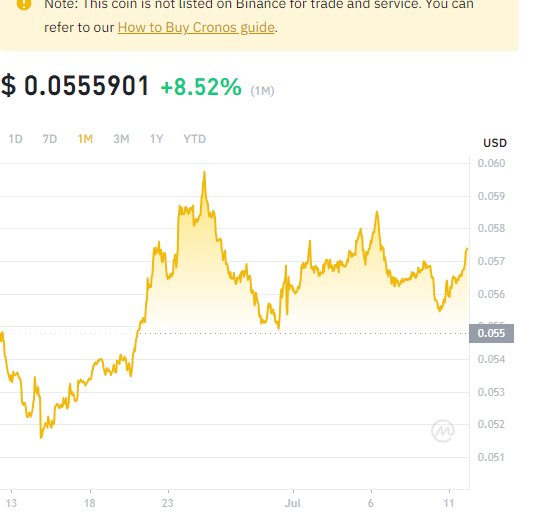 Note: This coin is not listed on Binance for trade and service. You can
refer to our How to Buy Cronos guide.
$ 0.0555901 +8.52% (1M)
1D 7D 1M 3M 1Y YTD
USD
0.060
0.059
0.058
0.057
0.056
0.055
0.054
0.053
0.052
0.051
13 18 23 Jul 6 11